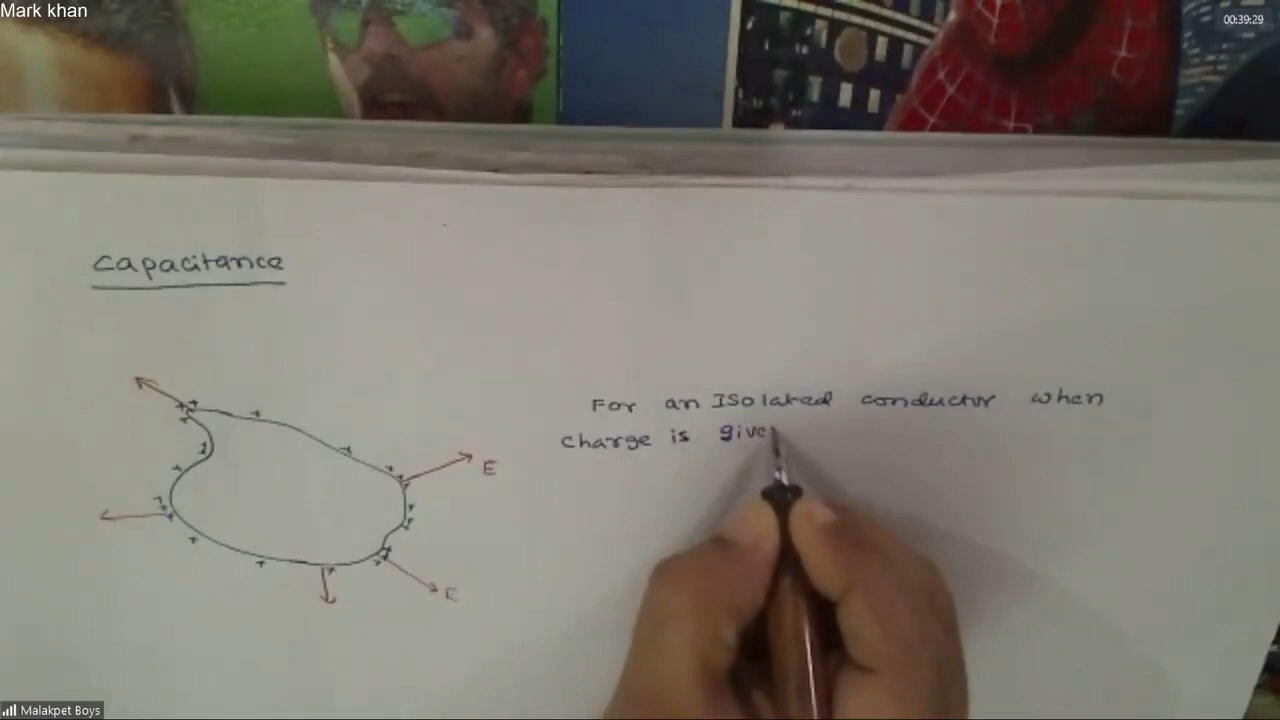 Mark khan
00:39:29
Capacitance
For an Isolated conductor when
charge is give
E
E
Malakpet Boys